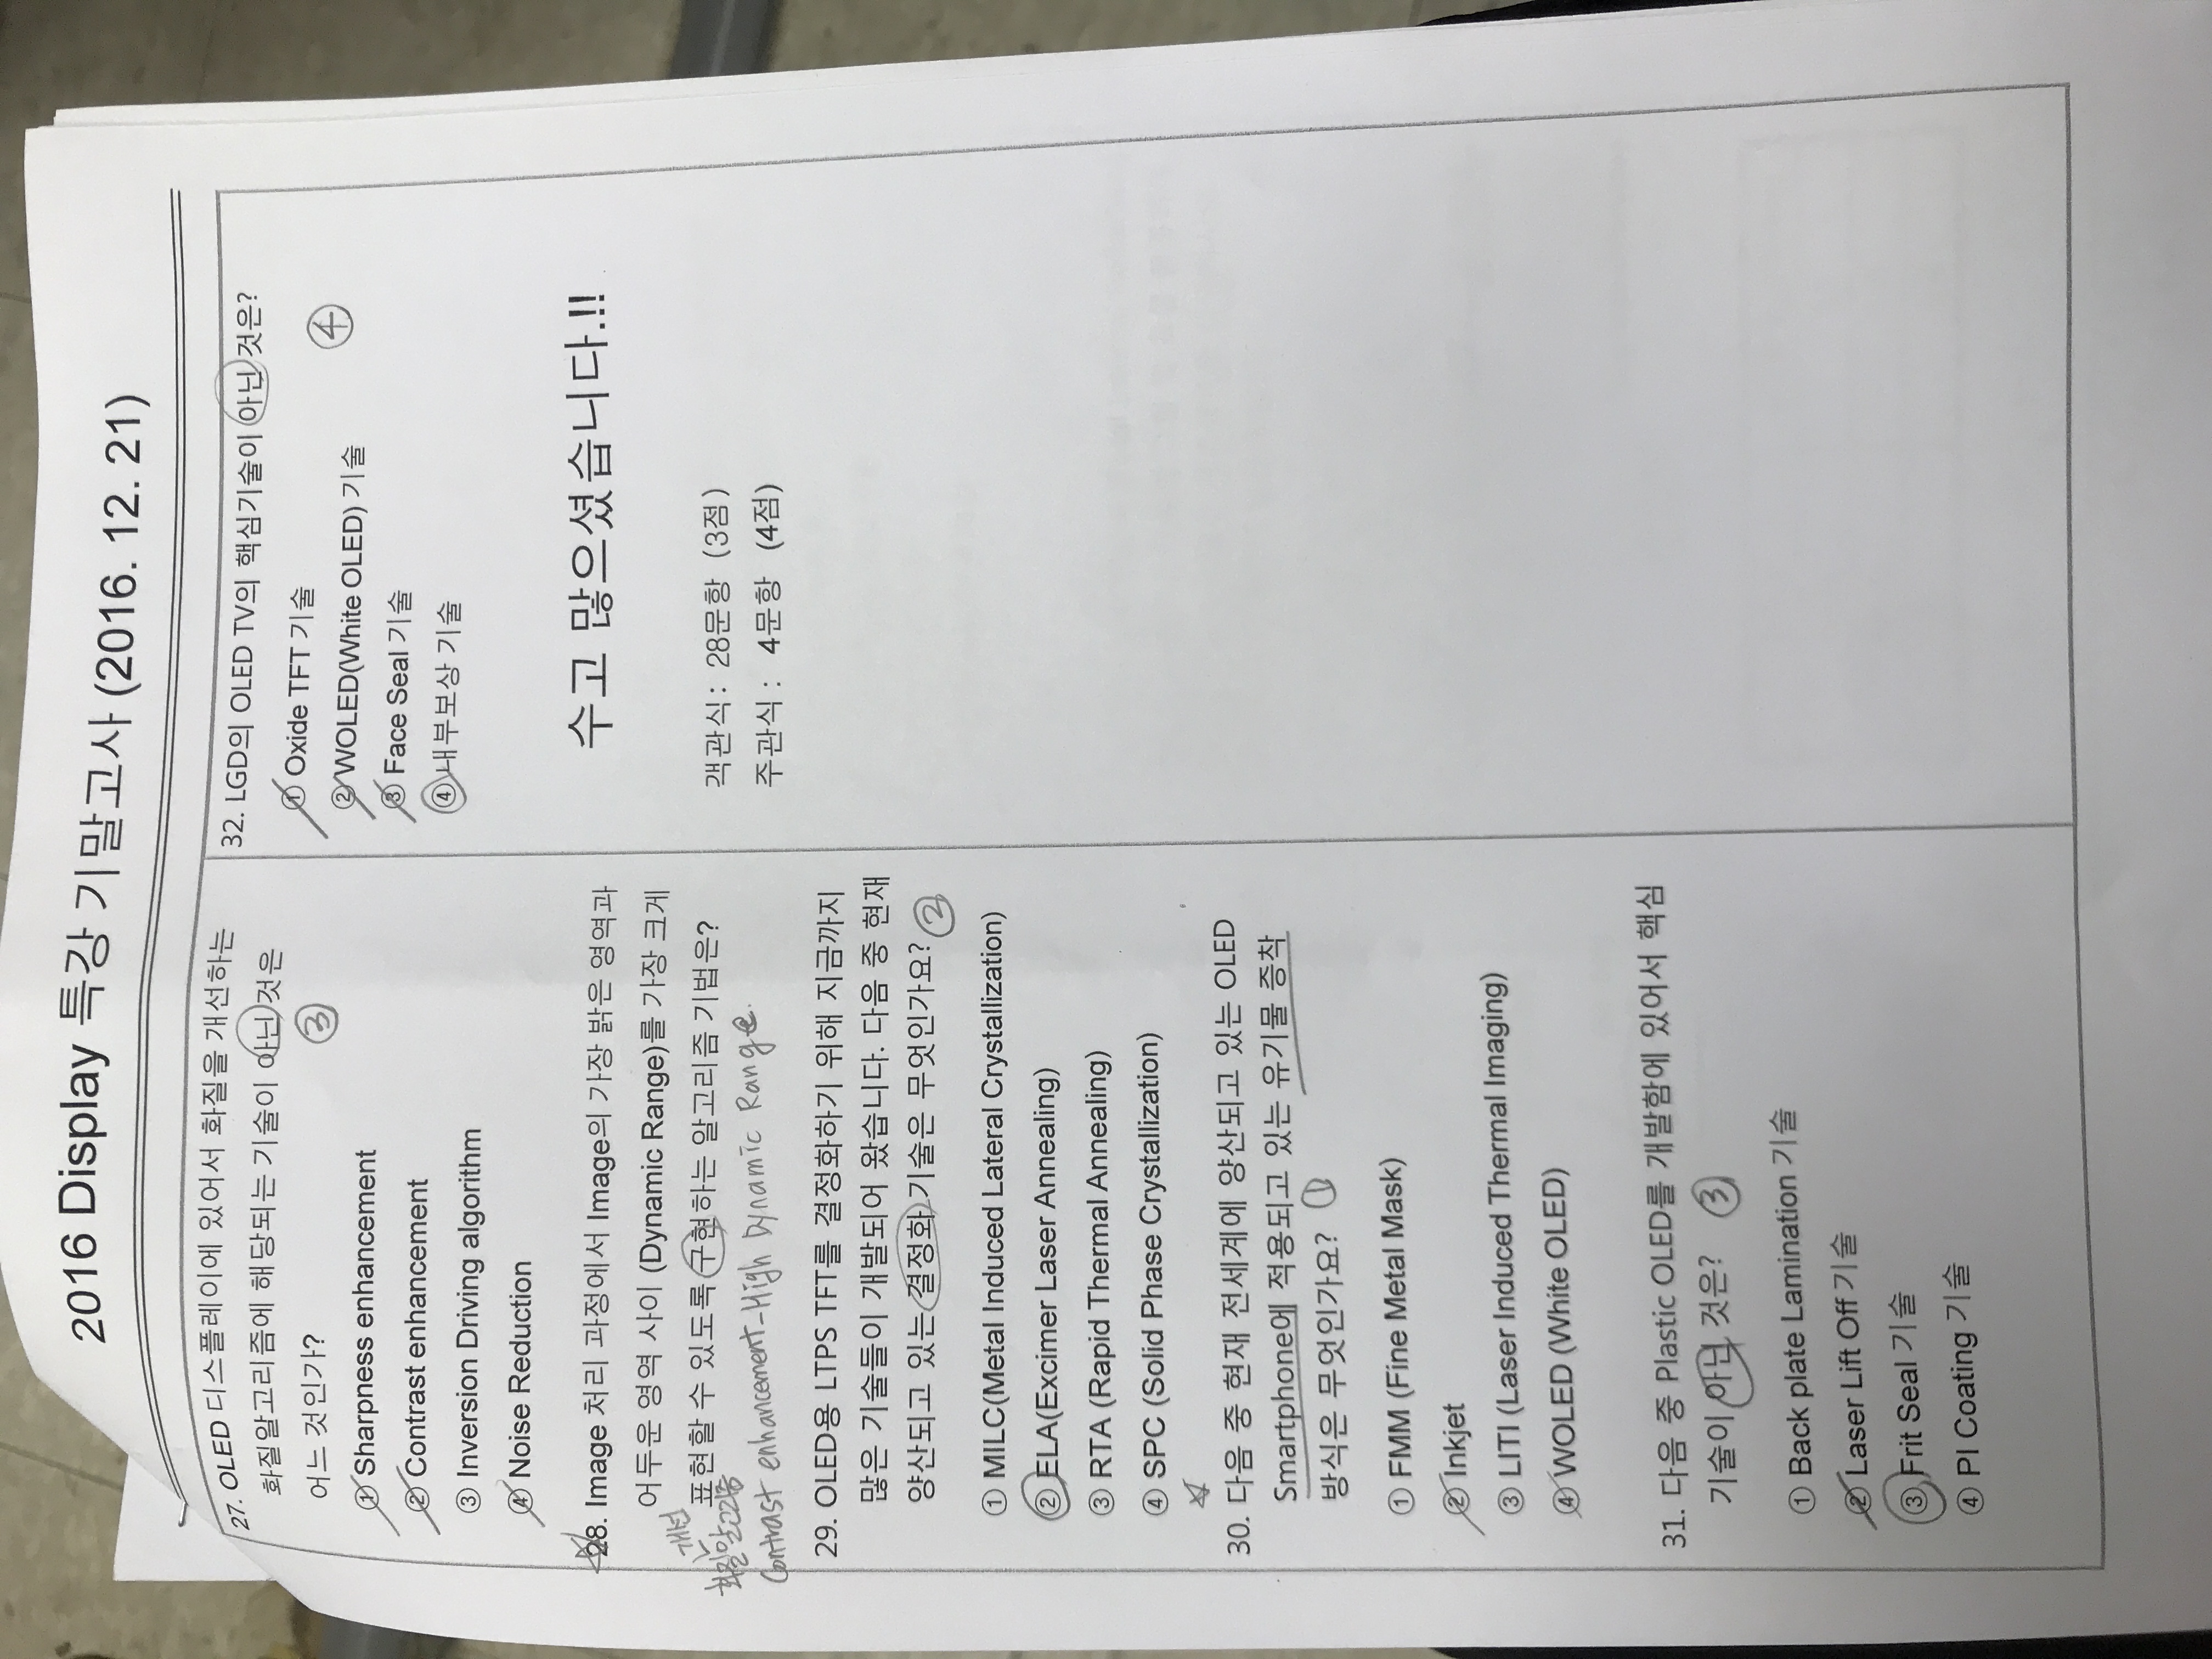 2016 Display 특강 기말고사 (2016. 12. 21)
27. OLED 디스플레이에 있어서 화질을 개선하는
화질알고리즘에 해당되는 기술이 아닌 것은
어느 것인가?
③
① Sharpness enhancement
② Contrast enhancement
③ Inversion Driving algorithm
④ Noise Reduction
28. Image 처리 과정에서 Image의 가장 밝은 영역과
어두운 영역 사이 (Dynamic Range)를 가장 크게
표현할 수 있도록 구현하는 알고리즘 기법은?
개선
화질알고리즘
Contrast enhancement-High Dynamic Range.
29. OLED용 LTPS TFT를 결정화하기 위해 지금까지
많은 기술들이 개발되어 왔습니다. 다음 중 현재
양산되고 있는 결정화 기술은 무엇인가요? ②
① MILC(Metal Induced Lateral Crystallization)
② ELA(Excimer Laser Annealing)
③ RTA (Rapid Thermal Annealing)
④ SPC (Solid Phase Crystallization)
30. 다음 중 현재 전세계에 양산되고 있는 OLED
Smartphone에 적용되고 있는 유기물 증착
방식은 무엇인가요? ①
① FMM (Fine Metal Mask)
② Inkjet
③ LITI (Laser Induced Thermal Imaging)
④ WOLED (White OLED)
31. 다음 중 Plastic OLED를 개발함에 있어서 핵심
기술이 아닌 것은? ③
① Back plate Lamination 기술
② Laser Lift Off 기술
③ Frit Seal 기술
④ PI Coating 기술
32. LGD의 OLED TV의 핵심기술이 아닌 것은?
① Oxide TFT 기술
④
② WOLED(White OLED) 기술
③ Face Seal 기술
④ 내부보상 기술
수고 많으셨습니다.!!
객관식: 28문항 (3점)
주관식 : 4문항 (4점)